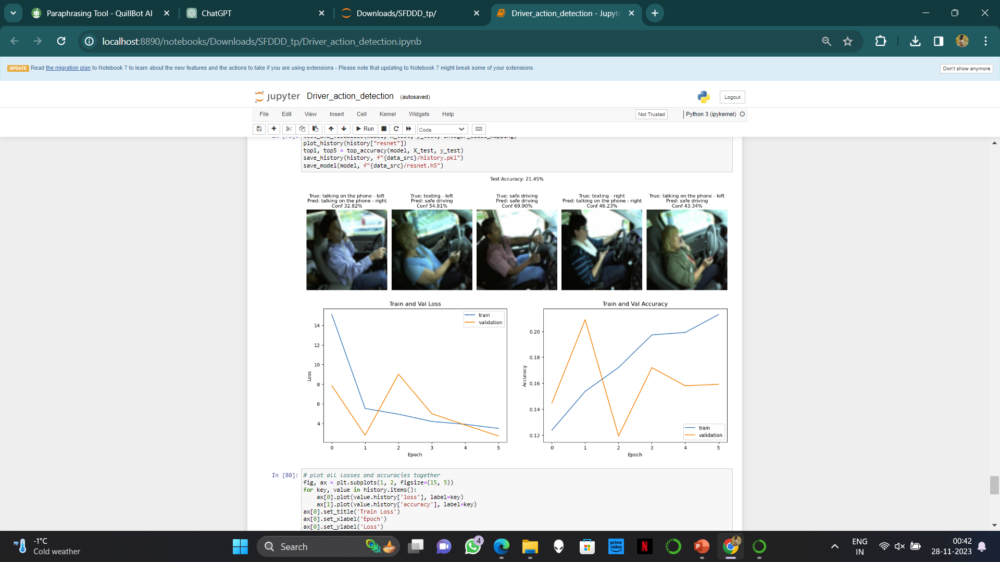 Paraphrasing Tool - QuillBot AI
ChatGPT
Downloads/SFDDD_tp/
Driver_action_detection - Jupyt
localhost:8890/notebooks/Downloads/SFDDD_tp/Driver_action_detection.ipynb
UPDATE Read the migration plan to Notebook 7 to learn about the new features and the actions to take if you are using extensions - Please note that updating to Notebook 7 might break some of your extensions.
Don't show anymore
jupyter Driver_action_detection (autosaved)
Logout
File Edit View Insert Cell Kernel Widgets Help
Not Trusted
Python 3 (ipykernel)
Run
Code
plot_history(history["resnet"])
top1, top5 = top_accuracy(model, X_test, y_test)
save_history(history, f"{data_src}/history.pkl")
save_model(model, f"{data_src}/resnet.h5")
Test Accuracy: 21.45%
True: talking on the phone - left
Pred: talking on the phone - right
Conf 32.82%
True: texting - left
Pred: safe driving
Conf 54.81%
True: safe driving
Pred: safe driving
Conf 69.90%
True: texting - right
Pred: talking on the phone - right
Conf 46.23%
True: talking on the phone - left
Pred: safe driving
Conf 43.34%
Train and Val Loss
train
validation
14
12
10
8
6
4
Loss
0 1 2 3 4 5
Epoch
Train and Val Accuracy
0.20
0.18
0.16
0.14
0.12
Accuracy
train
validation
0 1 2 3 4 5
Epoch
In [80]:
# plot all losses and accuracies together
fig, ax = plt.subplots(1, 2, figsize=(15, 5))
for key, value in history.items():
    ax[0].plot(value.history['loss'], label=key)
    ax[1].plot(value.history['accuracy'], label=key)
ax[0].set_title('Train Loss')
ax[0].set_xlabel('Epoch')
ax[0].set_ylabel('Loss')
-1°C
Cold weather
Search
4
prime video
N
P
ENG
IN
00:42
28-11-2023